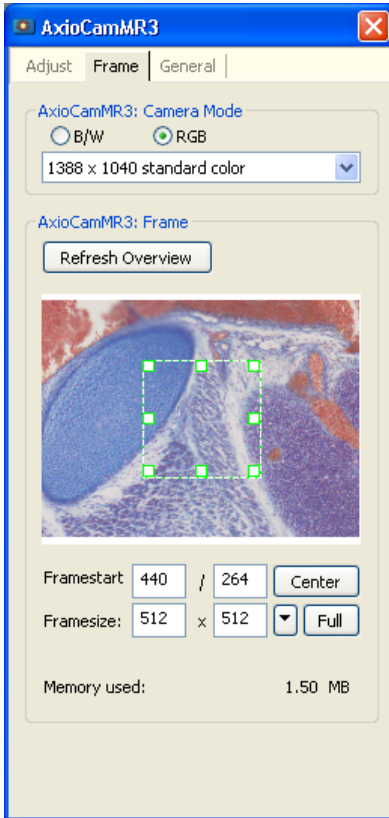 AxioCamMR3
Adjust Frame General
AxioCamMR3: Camera Mode
B/W RGB
1388 x 1040 standard color
AxioCamMR3: Frame
Refresh Overview
Framestart 440 / 264 Center
Framesize: 512 x 512 Full
Memory used: 1.50 MB